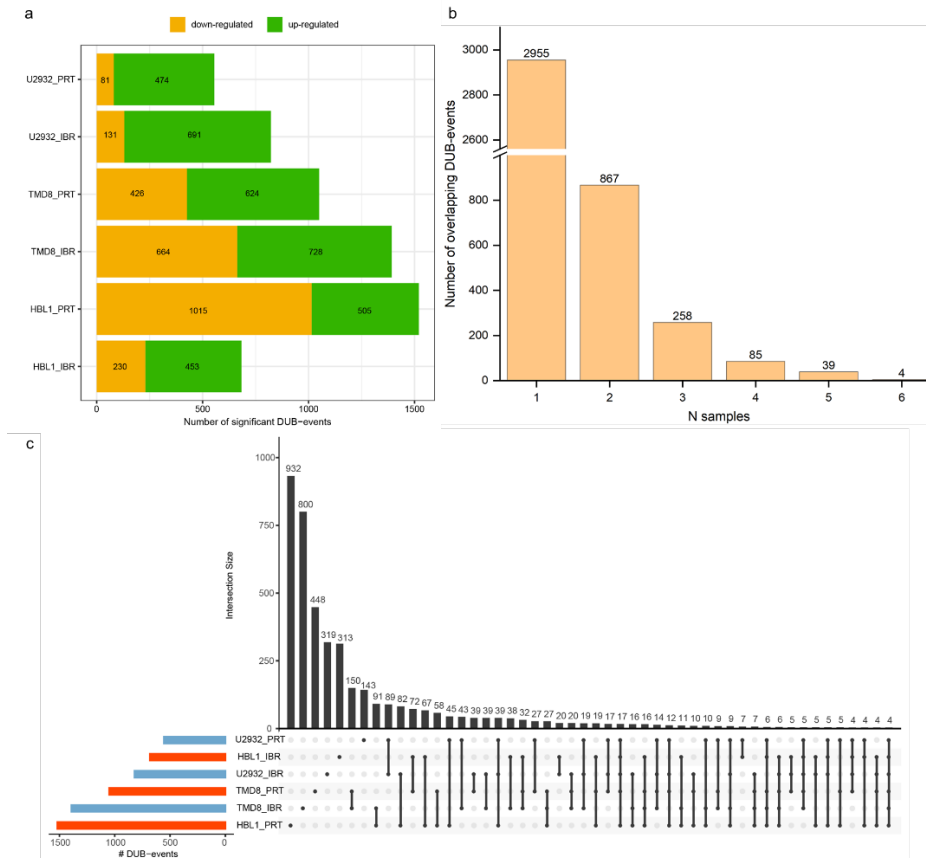 a
down-regulated up-regulated
U2932_PRT 81 474
U2932_IBR 131 691
TMD8_PRT 426 624
TMD8_IBR 664 728
HBL1_PRT 1015 505
HBL1_IBR 230 453
0 500 1000 1500
Number of significant DUB-events
b
Number of overlapping DUB-events
3000
2800
2600
800
600
400
200
0
2955 867 258 85 39 4
1 2 3 4 5 6
N samples
c
Intersection Size
1000
750
500
250
0
932 800 448 319 313 150 143 91 89 82 72 67 58 45 43 39 39 39 38 32 27 27 20 20 19 19 17 17 16 16 14 12 11 10 10 9 9 7 7 6 6 5 5 5 5 5 4 4 4 4
U2932_PRT
HBL1_IBR
U2932_IBR
TMD8_PRT
TMD8_IBR
HBL1_PRT
1500 1000 500 0
# DUB-events